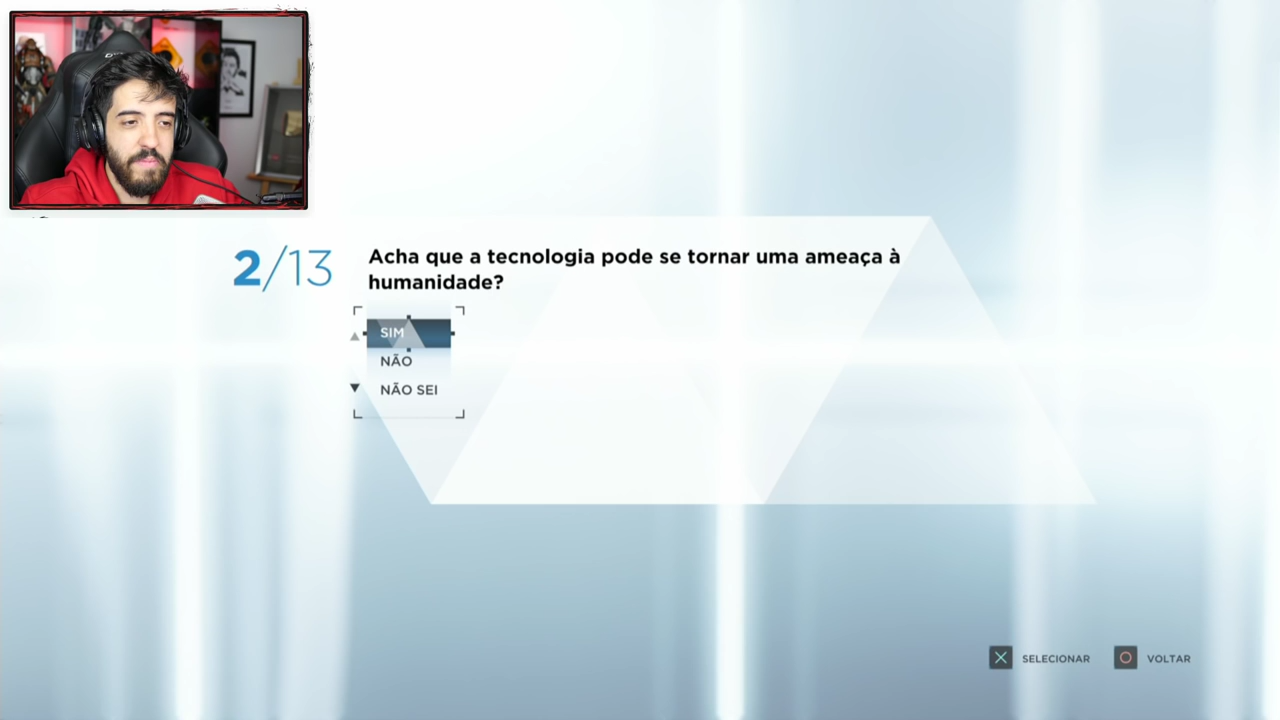 2/13
Acha que a tecnologia pode se tornar uma ameaça à
humanidade?
SIM
NÃO
NÃO SEI
SELECIONAR
VOLTAR